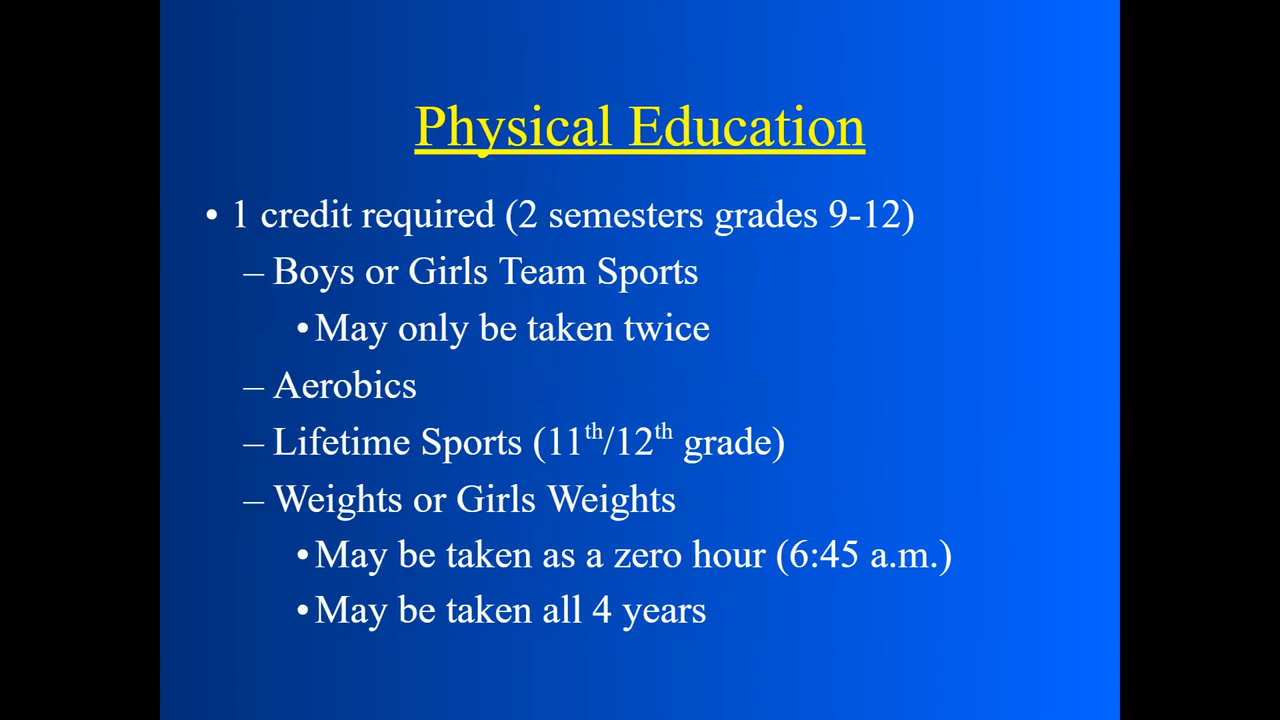 Physical Education
• 1 credit required (2 semesters grades 9-12)
– Boys or Girls Team Sports
• May only be taken twice
– Aerobics
– Lifetime Sports (11th/12th grade)
– Weights or Girls Weights
• May be taken as a zero hour (6:45 a.m.)
• May be taken all 4 years